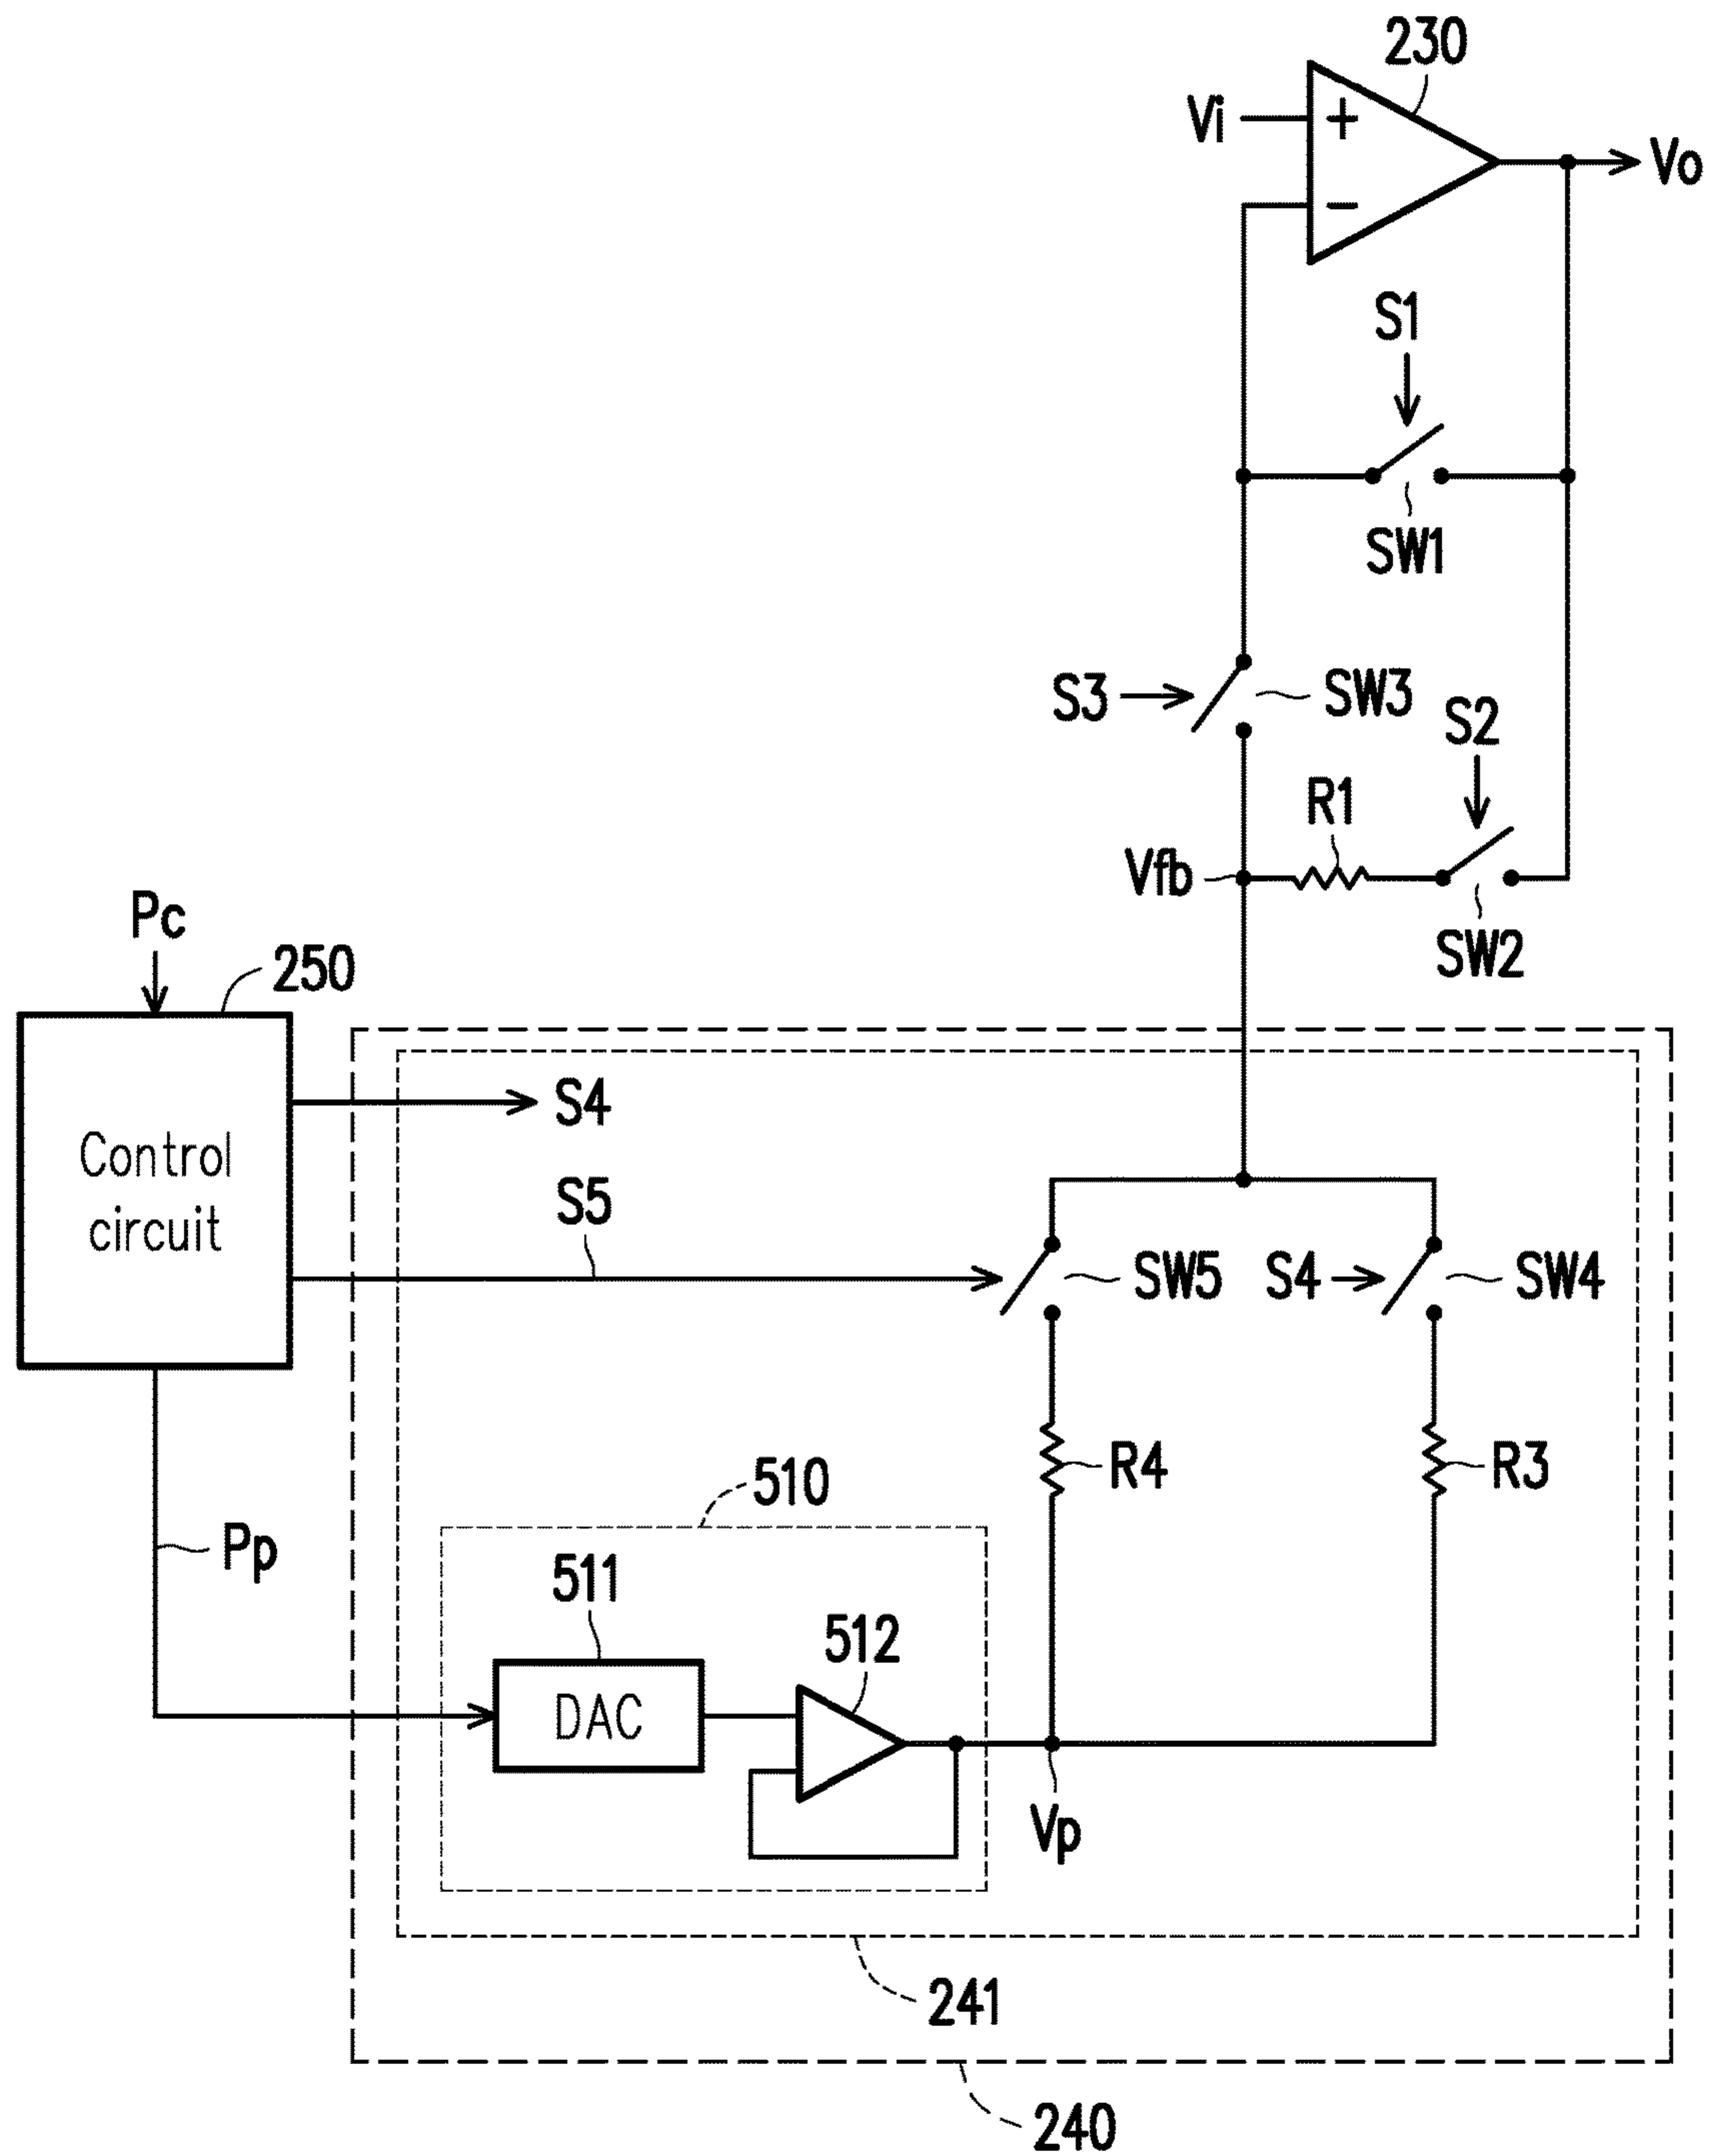 230
Vi
+
Vo
−
S1
SW1
S3
SW3
S2
R1
Vfb
SW2
Pc
250
Control
circuit
S4
S5
SW5
S4
SW4
R4
R3
510
Pp
511
512
DAC
Vp
241
240